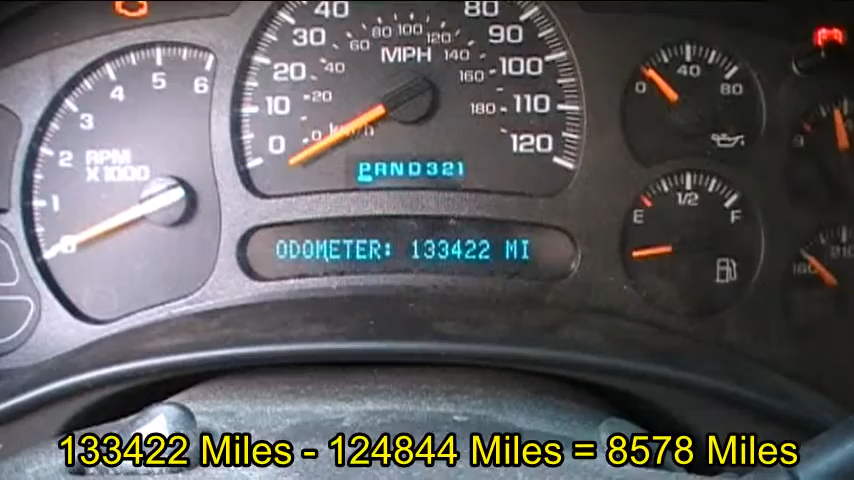 40 80
30 90
60 80 100 120
MPH
20 40 140 100
160
10 20 180 110
0 0 km/h 120
PRND321
6
5
4
3
2
RPM
X1000
1
0
ODOMETER: 133422 MI
0 40 80
E 1/2 F
210
133422 Miles - 124844 Miles = 8578 Miles